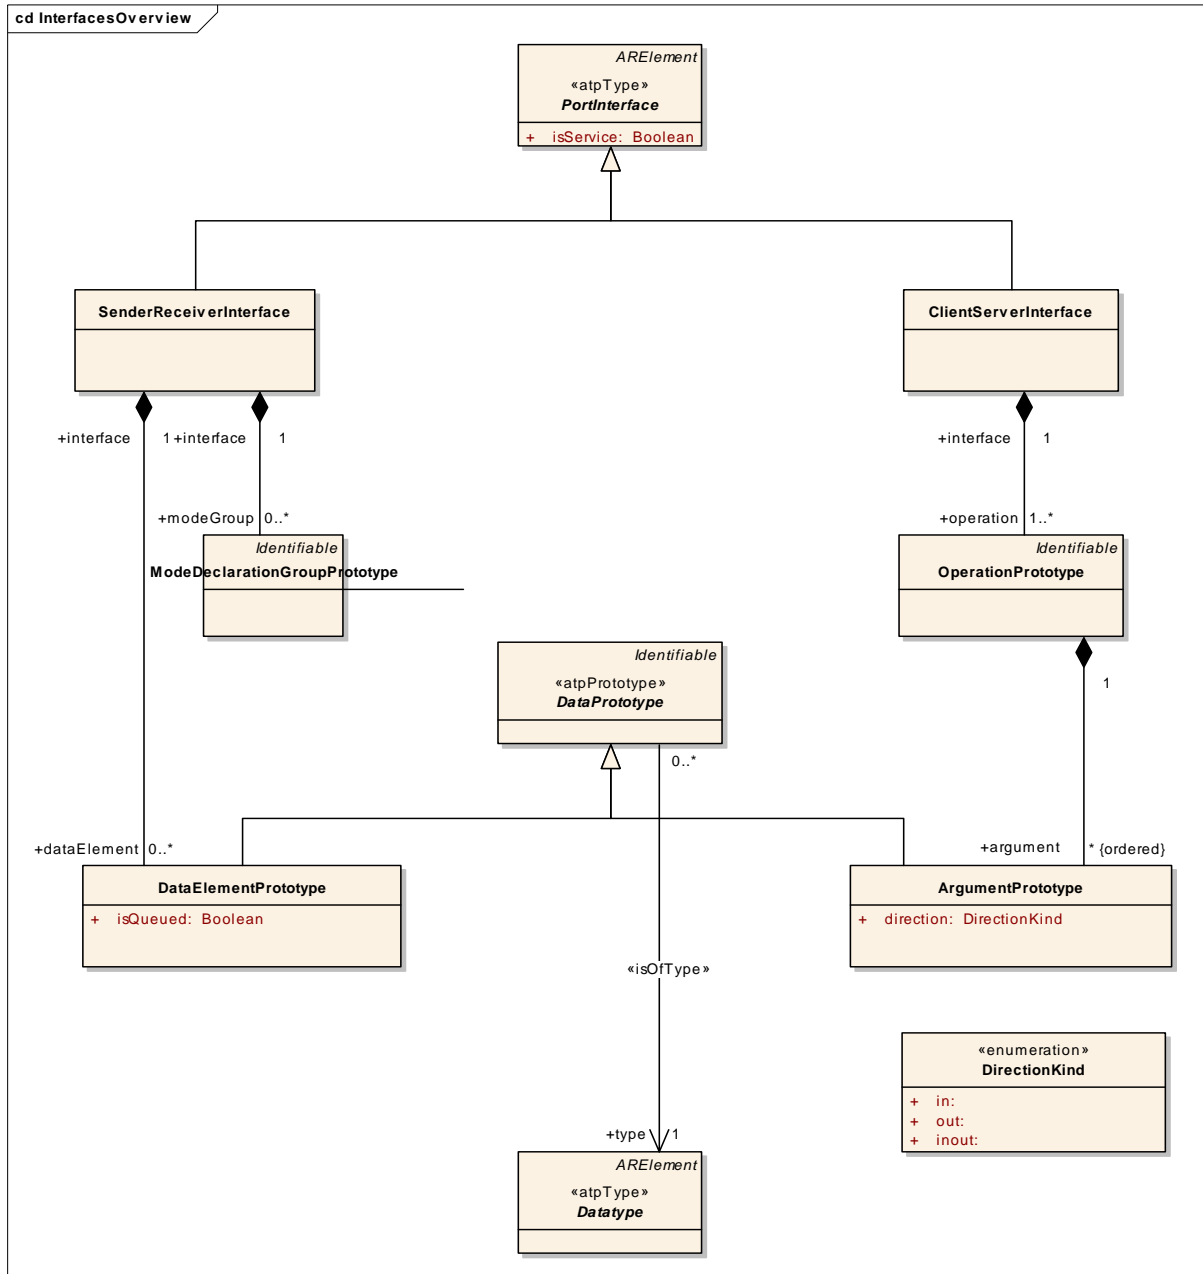 cd InterfacesOverview
ARElement
«atpType»
PortInterface
+ isService: Boolean
SenderReceiverInterface
ClientServerInterface
+interface 1 +interface 1
+interface 1
+modeGroup 0..*
+operation 1..*
Identifiable
ModeDeclarationGroupPrototype
Identifiable
OperationPrototype
Identifiable
«atpPrototype»
DataPrototype
1
0..*
+dataElement 0..*
+argument * {ordered}
DataElementPrototype
+ isQueued: Boolean
ArgumentPrototype
+ direction: DirectionKind
«isOfType»
«enumeration»
DirectionKind
+ in:
+ out:
+ inout:
+type 1
ARElement
«atpType»
Datatype